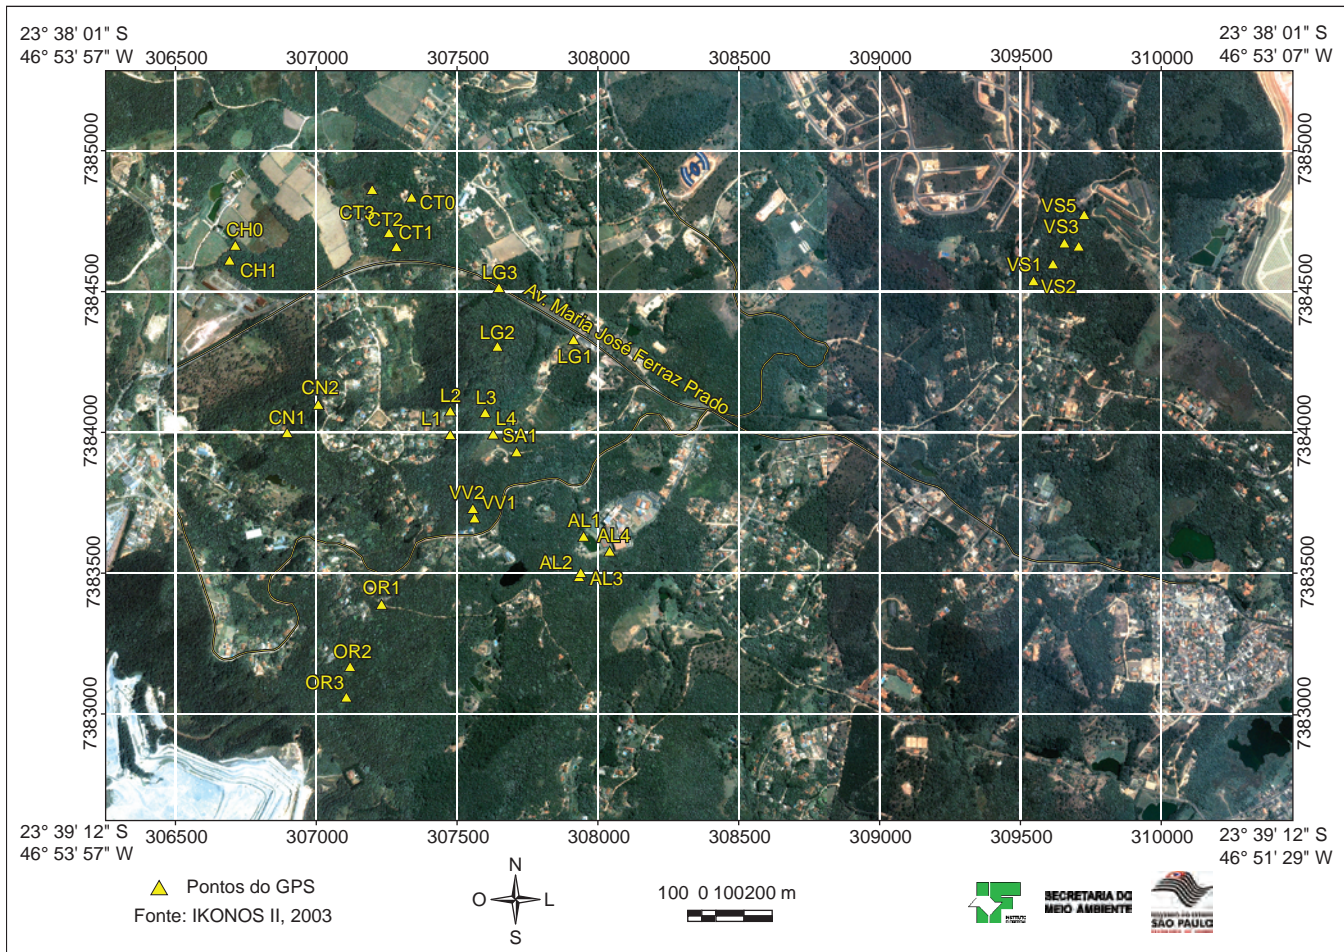 23° 38' 01" S
46° 53' 57" W
23° 38' 01" S
46° 53' 07" W
306500 307000 307500 308000 308500 309000 309500 310000
7385000
7384500
7384000
7383500
7383000
7385000
7384500
7384000
7383500
7383000
CT0
CT3
CT2
CT1
CH0
CH1
VS5
VS3
VS1
VS2
LG3
Av. Maria José Ferraz Prado
LG2
LG1
CN2
CN1
L2
L3
L1
L4
SA1
VV2
VV1
AL1
AL4
AL2
AL3
OR1
OR2
OR3
23° 39' 12" S
46° 53' 57" W
306500 307000 307500 308000 308500 309000 309500 310000
23° 39' 12" S
46° 51' 29" W
Pontos do GPS
Fonte: IKONOS II, 2003
N
O L
S
100 0 100200 m
SECRETARIA DO
MEIO AMBIENTE
SÃO PAULO